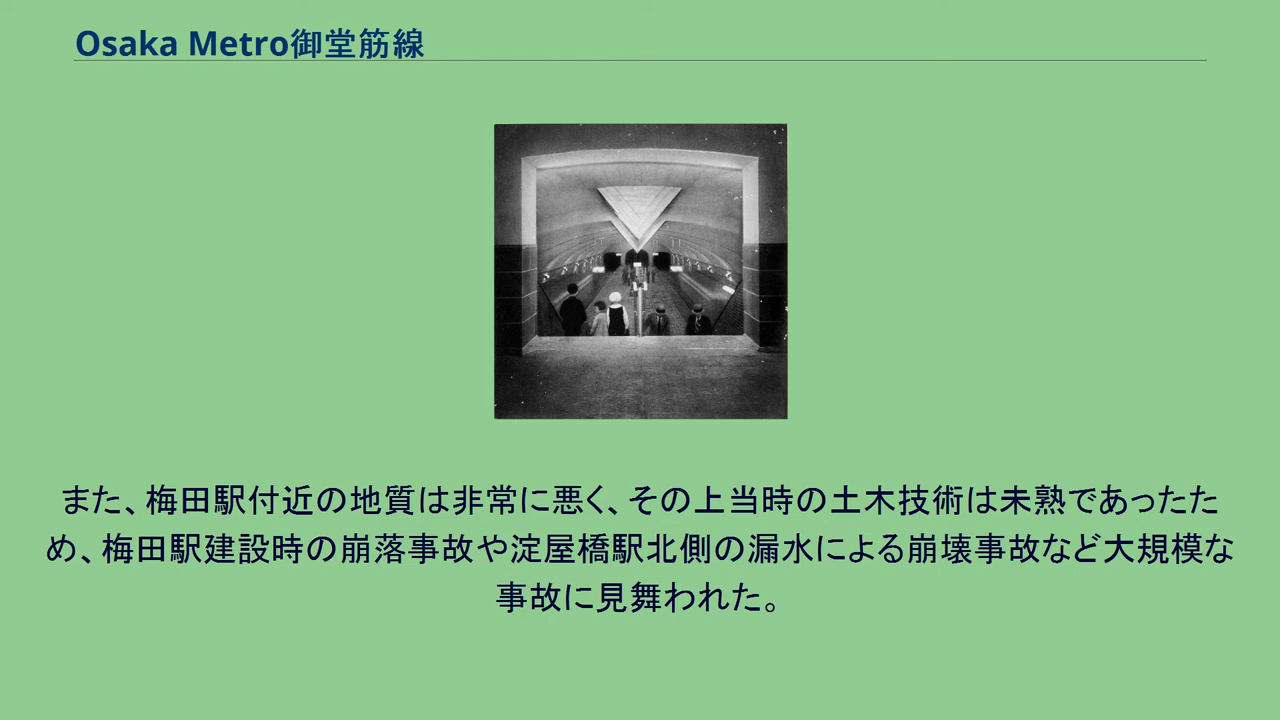 Osaka Metro御堂筋線
また、梅田駅付近の地質は非常に悪く、その上当時の土木技術は未熟であったた
め、梅田駅建設時の崩落事故や淀屋橋駅北側の漏水による崩壊事故など大規模な
事故に見舞われた。